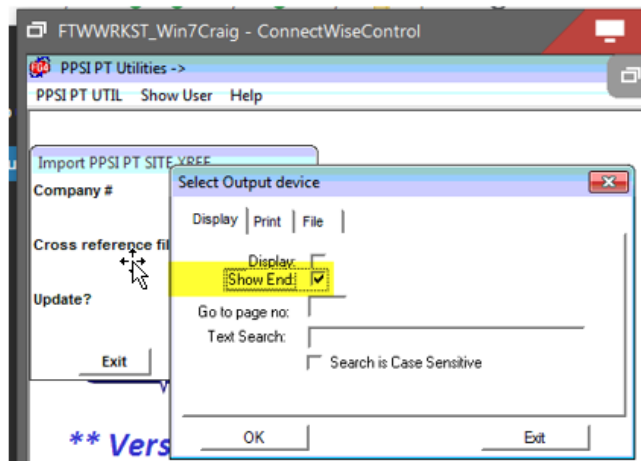 FTWWRKST_Win7Craig - ConnectWiseControl
PPSI PT Utilities ->
PPSI PT UTIL Show User Help
Import PPSI PT SITE XREF
Company #
Cross reference fil
Update?
Exit
Select Output device
Display Print File
Display:
Show End:
Go to page no:
Text Search:
Search is Case Sensitive
OK Exit
** Vers